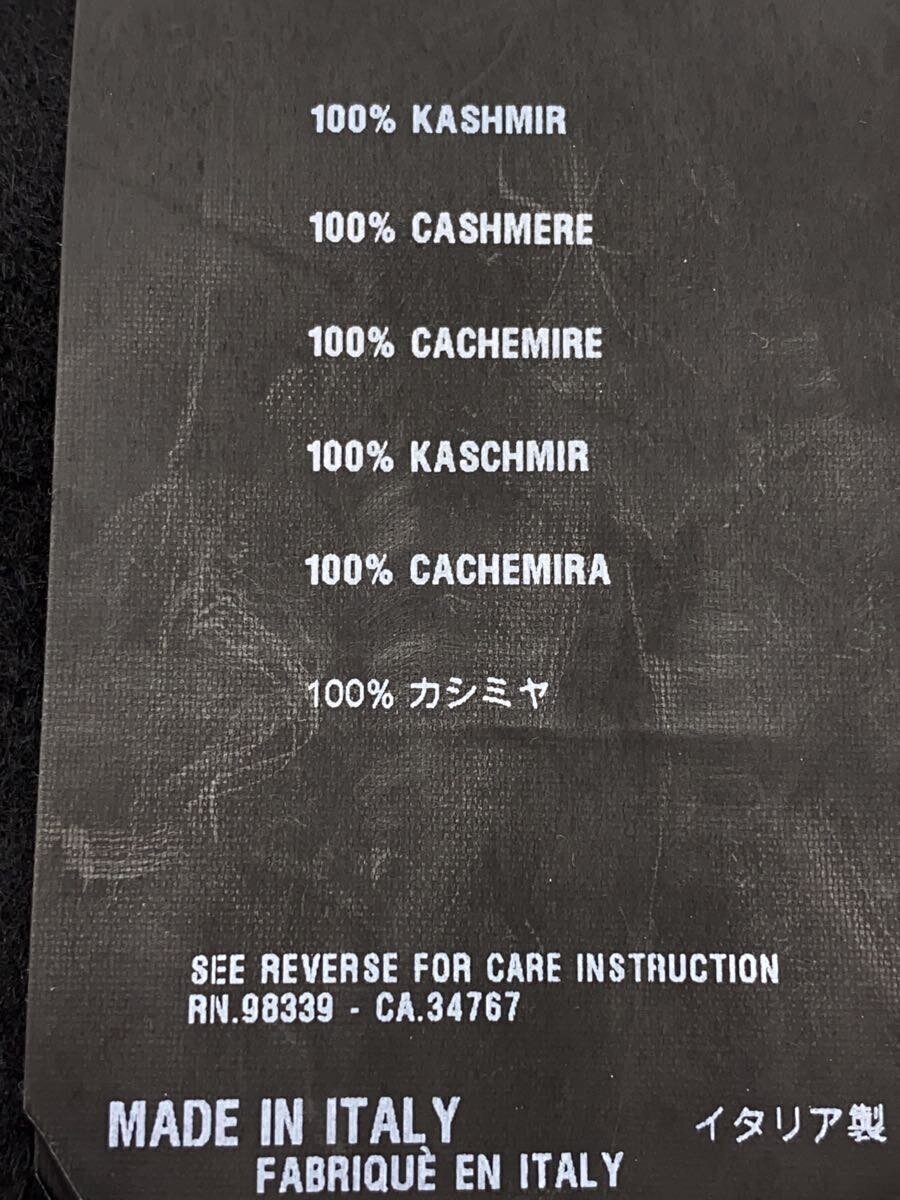 100% KASHMIR
100% CASHMERE
100% CACHEMIRE
100% KASCHMIR
100% CACHEMIRA
100% カシミヤ
SEE REVERSE FOR CARE INSTRUCTION
RN.98339 - CA.34767
MADE IN ITALY イタリア製
FABRIQUÈ EN ITALY